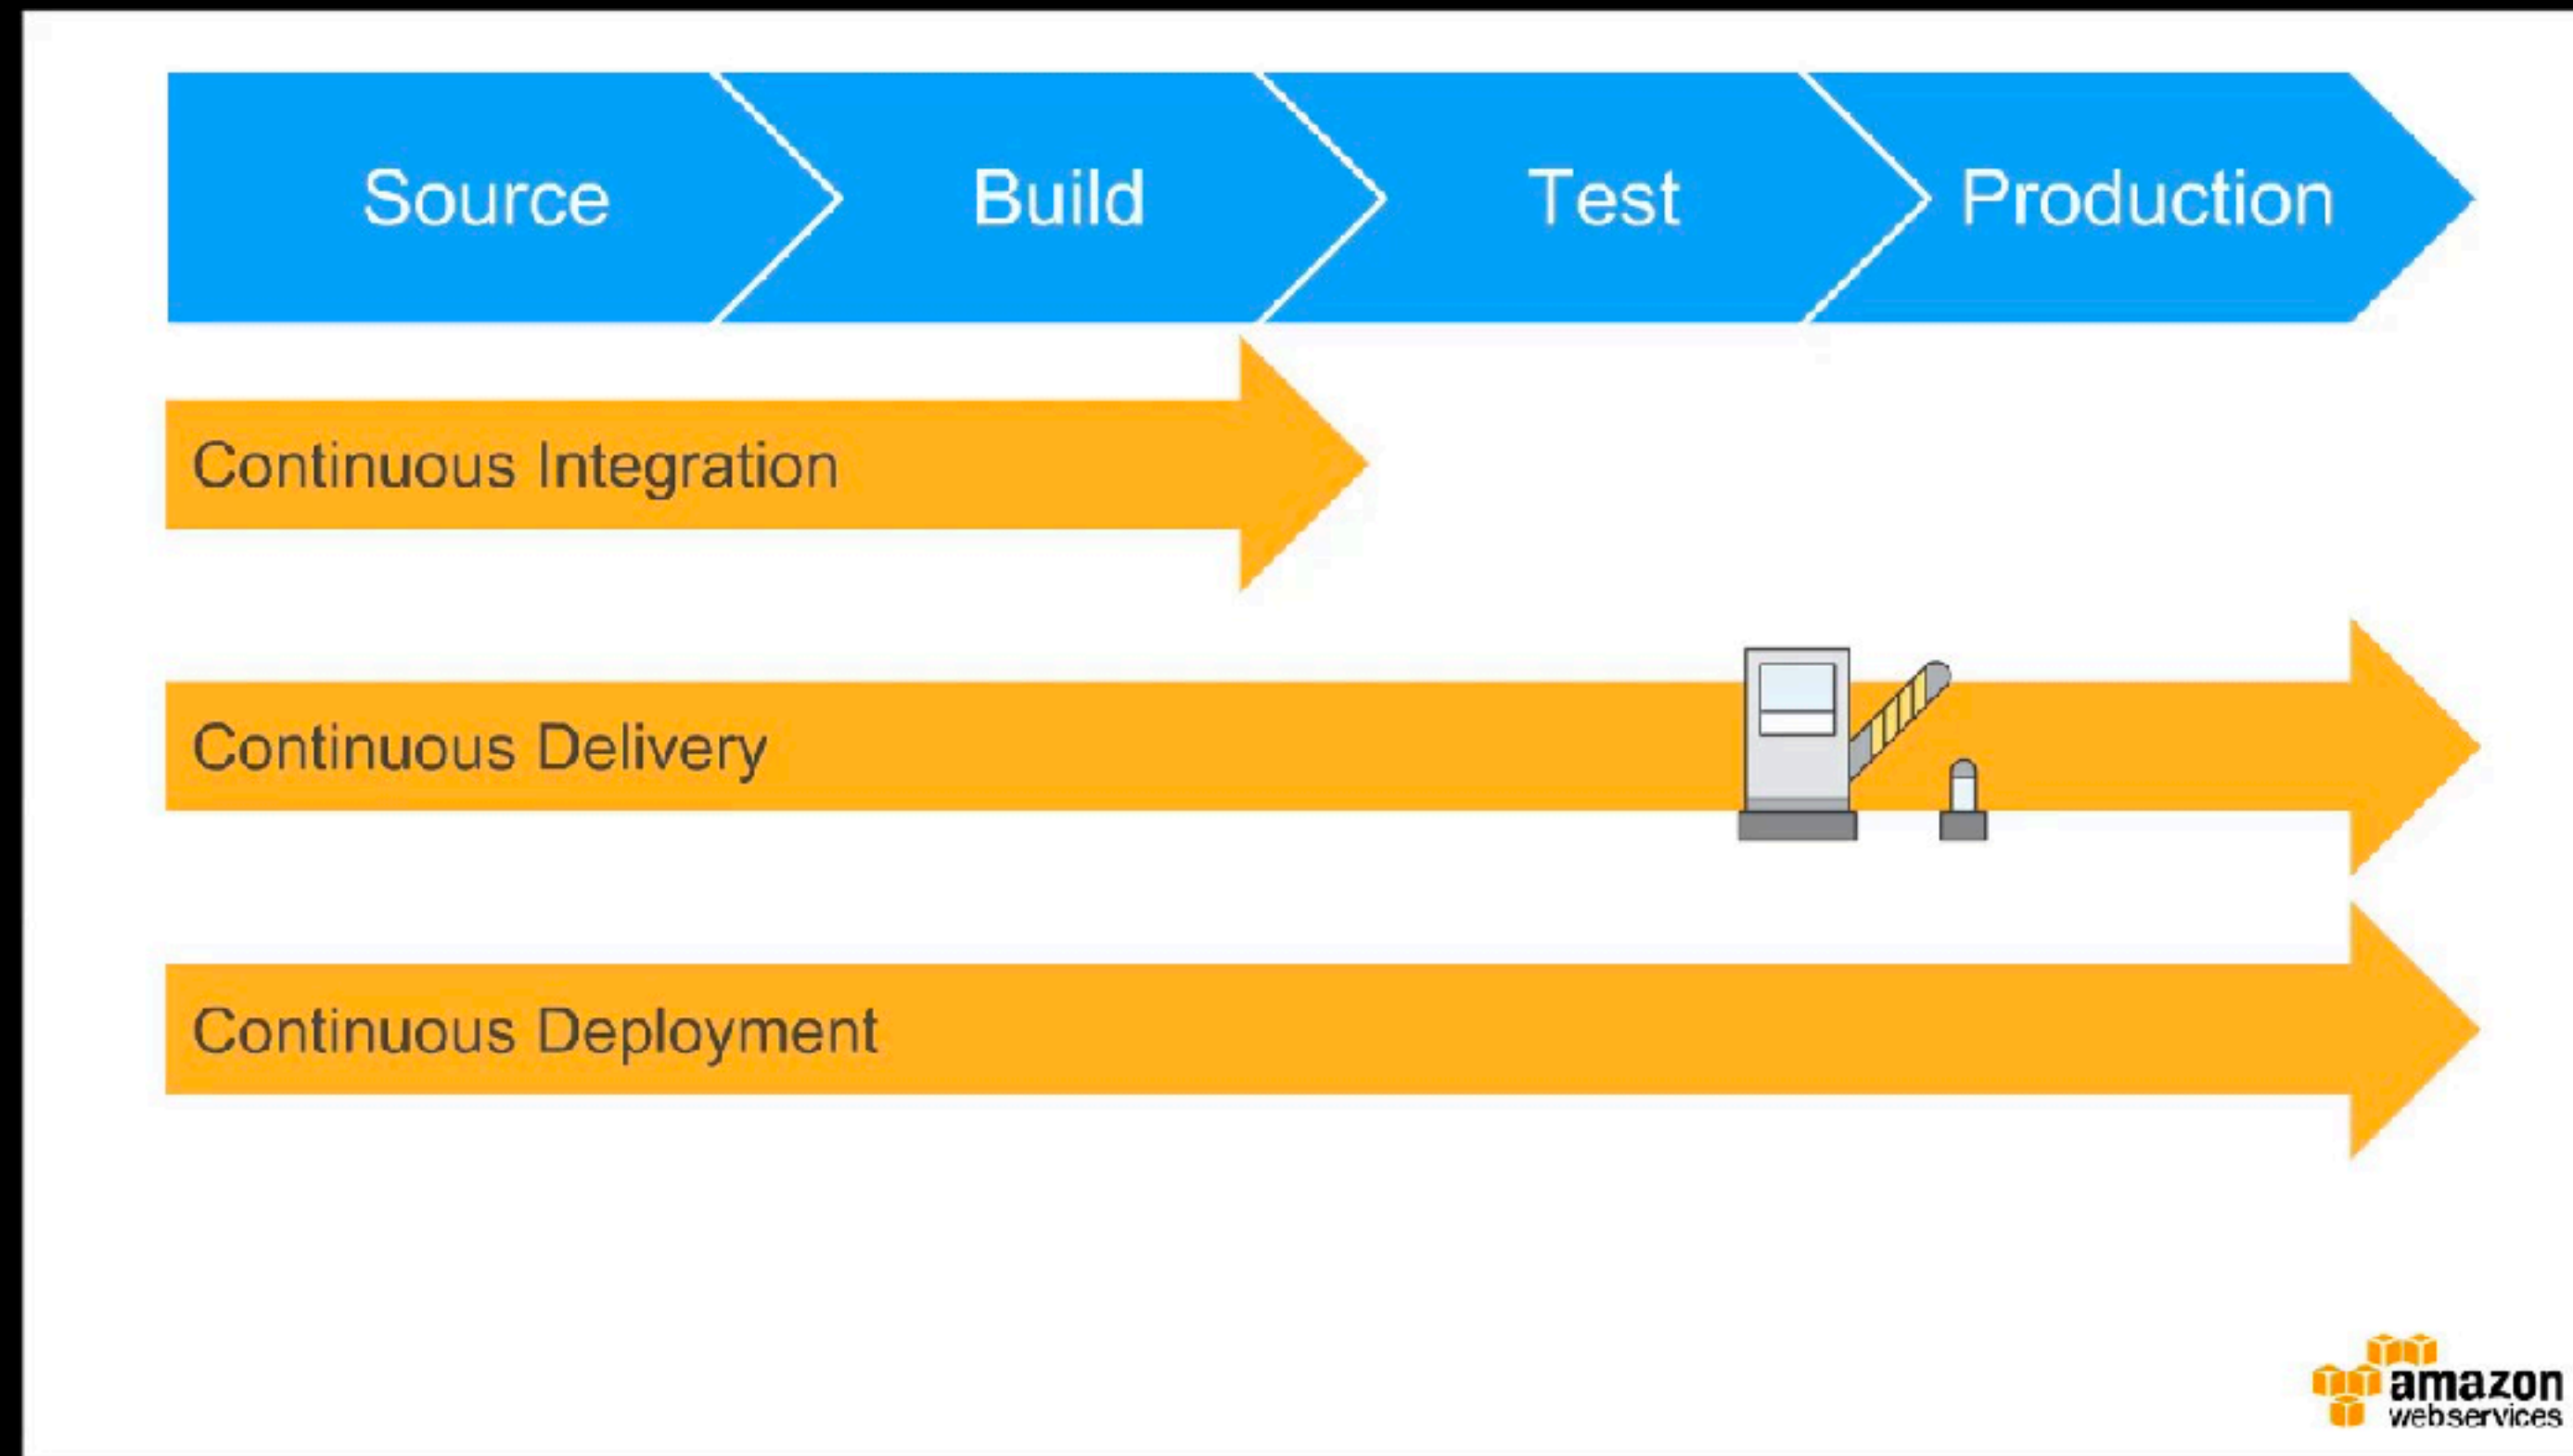 Source
Build
Test
Production
Continuous Integration
Continuous Delivery
Continuous Deployment
amazon
webservices